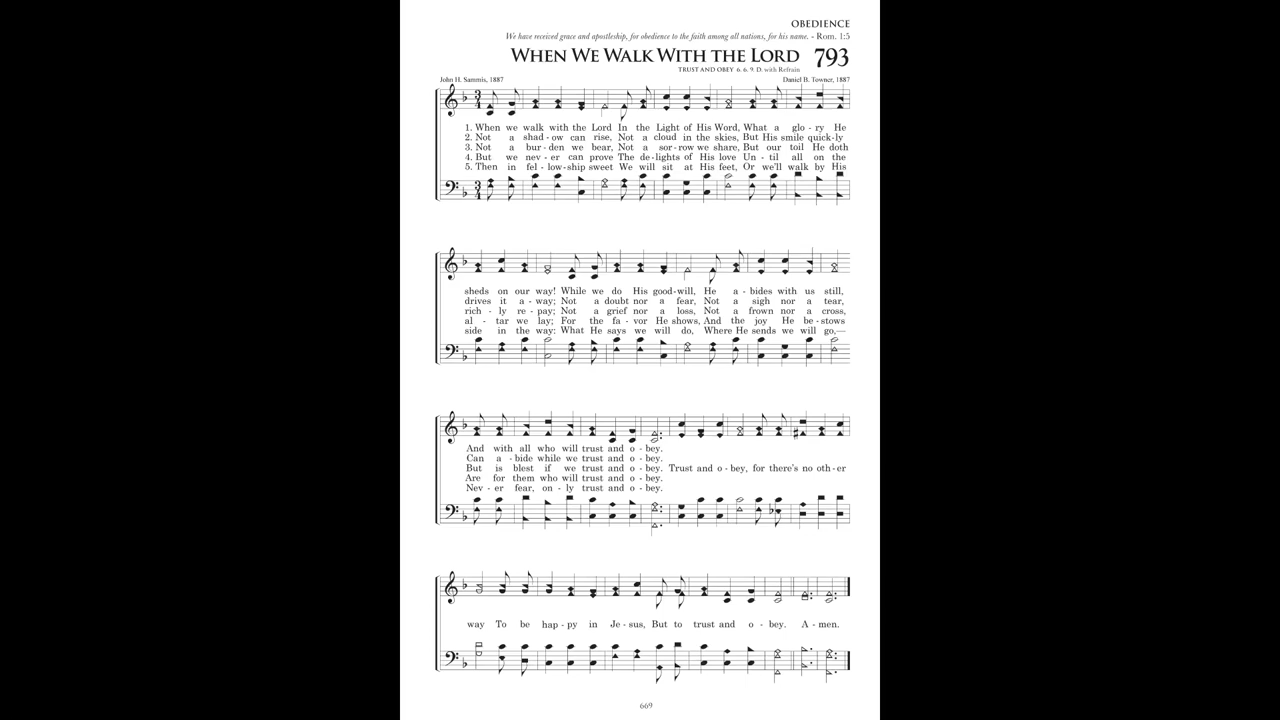 OBEDIENCE
We have received grace and apostleship, for obedience to the faith among all nations, for his name. - Rom. 1:5
WHEN WE WALK WITH THE LORD 793
TRUST AND OBEY 6. 6. 9. D. with Refrain
John H. Sammis, 1887 Daniel B. Towner, 1887
3 4
1. When we walk with the Lord In the Light of His Word, What a glo - ry He
2. Not a shad - ow can rise, Not a cloud in the skies, But His smile quick-ly
3. Not a bur - den we bear, Not a sor - row we share, But our toil He doth
4. But we nev - er can prove The de - lights of His love Un - til all on the
5. Then in fel - low-ship sweet We will sit at His feet, Or we'll walk by His
3 4
sheds on our way! While we do His good-will, He a - bides with us still,
drives it a - way; Not a doubt nor a fear, Not a sigh nor a tear,
rich - ly re - pay; Not a grief nor a loss, Not a frown nor a cross,
al - tar we lay; For the fa - vor He shows, And the joy He be - stows
side in the way: What He says we will do, Where He sends we will go,—
And with all who will trust and o - bey.
Can a - bide while we trust and o - bey.
But is blest if we trust and o - bey. Trust and o - bey, for there's no oth - er
Are for them who will trust and o - bey.
Nev - er fear, on - ly trust and o - bey.
way To be hap - py in Je - sus, But to trust and o - bey. A - men.
669